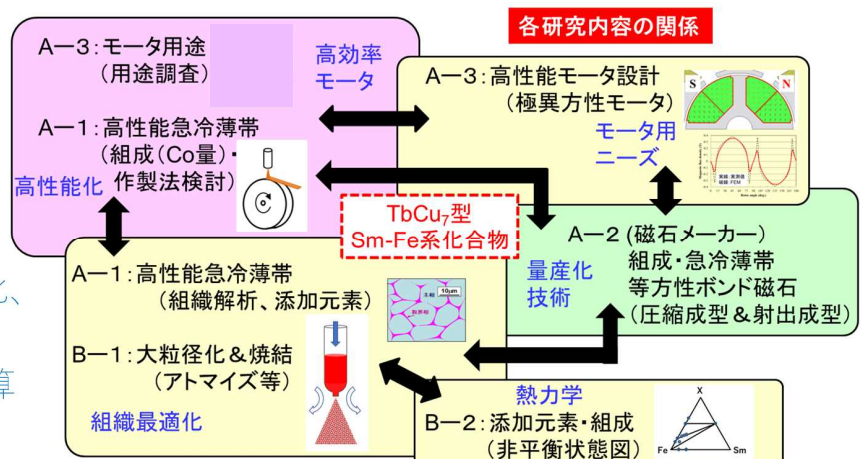 各研究内容の関係
A－3：モータ用途
（用途調査）
高効率
モータ
A－1：高性能急冷薄帯
（組成（Co量）・
作製法検討）
高性能化
A－3：高性能モータ設計
（極異方性モータ）
モータ用
ニーズ
S
N
TbCu₇型
Sm-Fe系化合物
A－2（磁石メーカー）
組成・急冷薄帯
等方性ボンド磁石
（圧縮成型＆射出成型）
量産化
技術
A－1：高性能急冷薄帯
（組織解析、添加元素）
主相
10μm
粒界相
B－1：大粒径化＆焼結
（アトマイズ等）
組織最適化
熱力学
B－2：添加元素・組成
（非平衡状態図）
X
Fe
Sm
化、
算